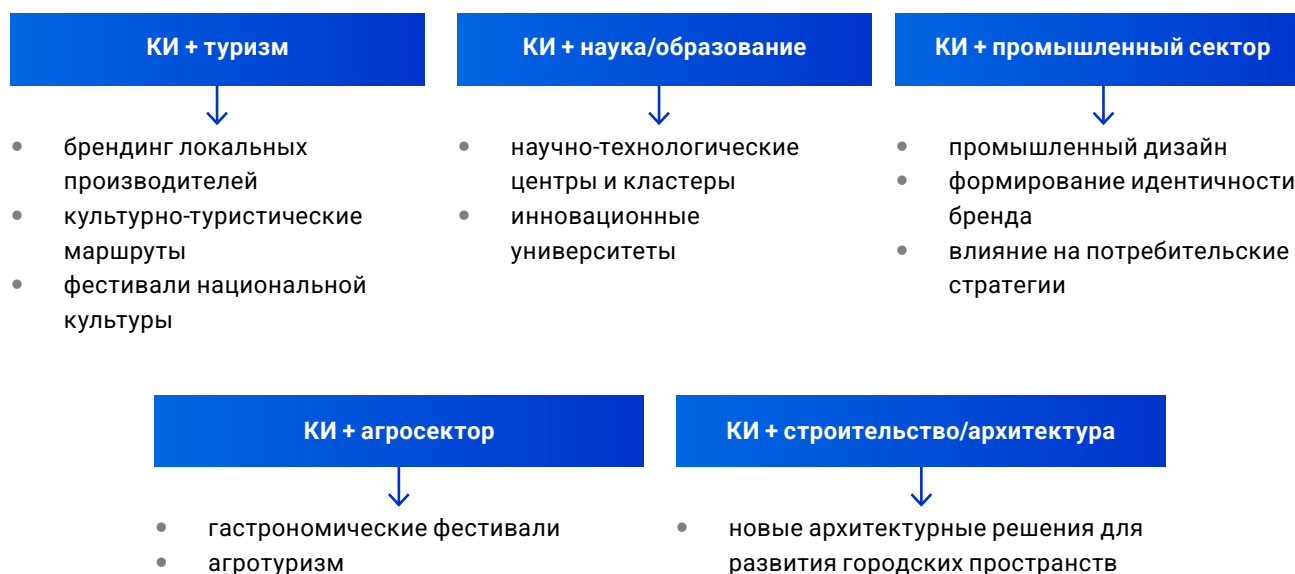 КИ + туризм
брендинг локальных
производителей
культурно-туристические
маршруты
фестивали национальной
культуры
КИ + наука/образование
научно-технологические
центры и кластеры
инновационные
университеты
КИ + промышленный сектор
промышленный дизайн
формирование идентичности
бренда
влияние на потребительские
стратегии
КИ + агросектор
гастрономические фестивали
агротуризм
КИ + строительство/архитектура
новые архитектурные решения для
развития городских пространств